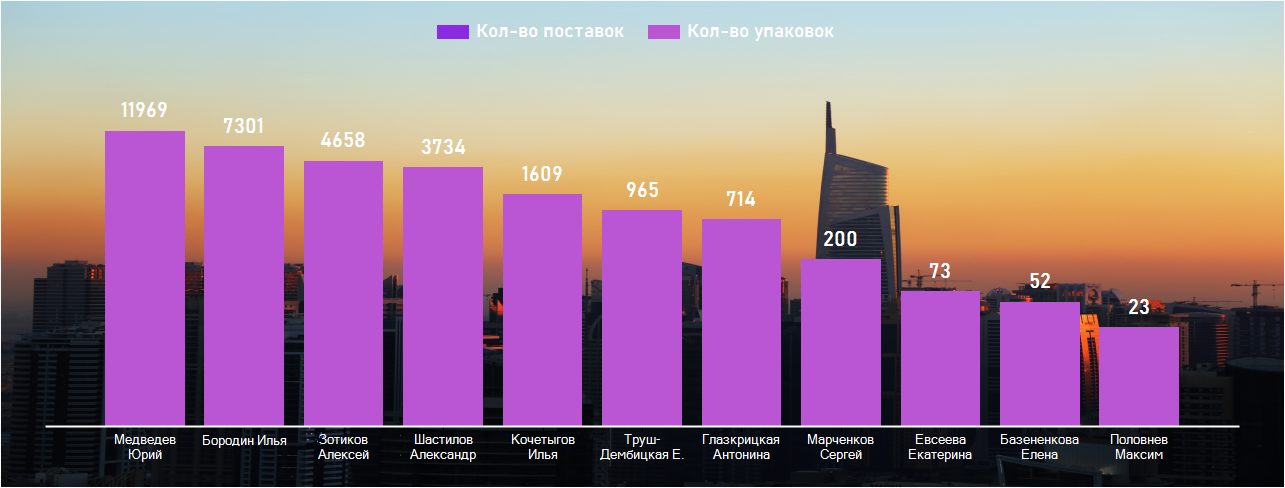 Кол-во поставок Кол-во упаковок
11969
7301
4658
3734
1609
965
714
200
73
52
23
Медведев
Юрий
Бородин Илья
Зотиков
Алексей
Шастилов
Александр
Кочетыгов
Илья
Труш-
Дембицкая Е.
Глазкрицкая
Антонина
Марченков
Сергей
Евсеева
Екатерина
Базененкова
Елена
Половнев
Максим